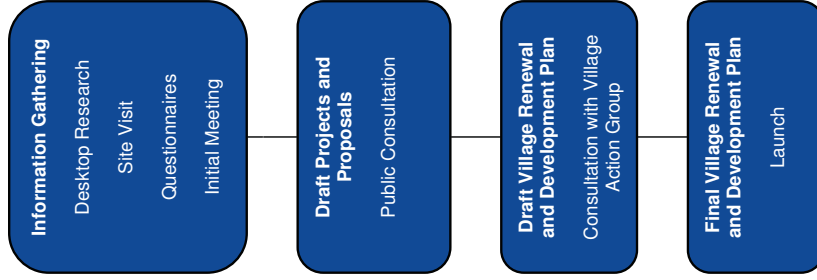 Information Gathering
Desktop Research
Site Visit
Questionnaires
Initial Meeting
Draft Projects and
Proposals
Public Consultation
Draft Village Renewal
and Development Plan
Consultation with Village
Action Group
Final Village Renewal
and Development Plan
Launch